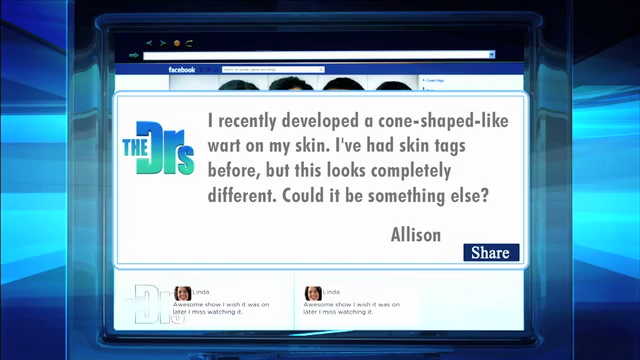 facebook
I recently developed a cone-shaped-like
wart on my skin. I've had skin tags
before, but this looks completely
different. Could it be something else?
THE Drs
Allison
Share
Linda
Awesome show I wish it was on
later I miss watching it.
Linda
Awesome show I wish it was on
later I miss watching it.